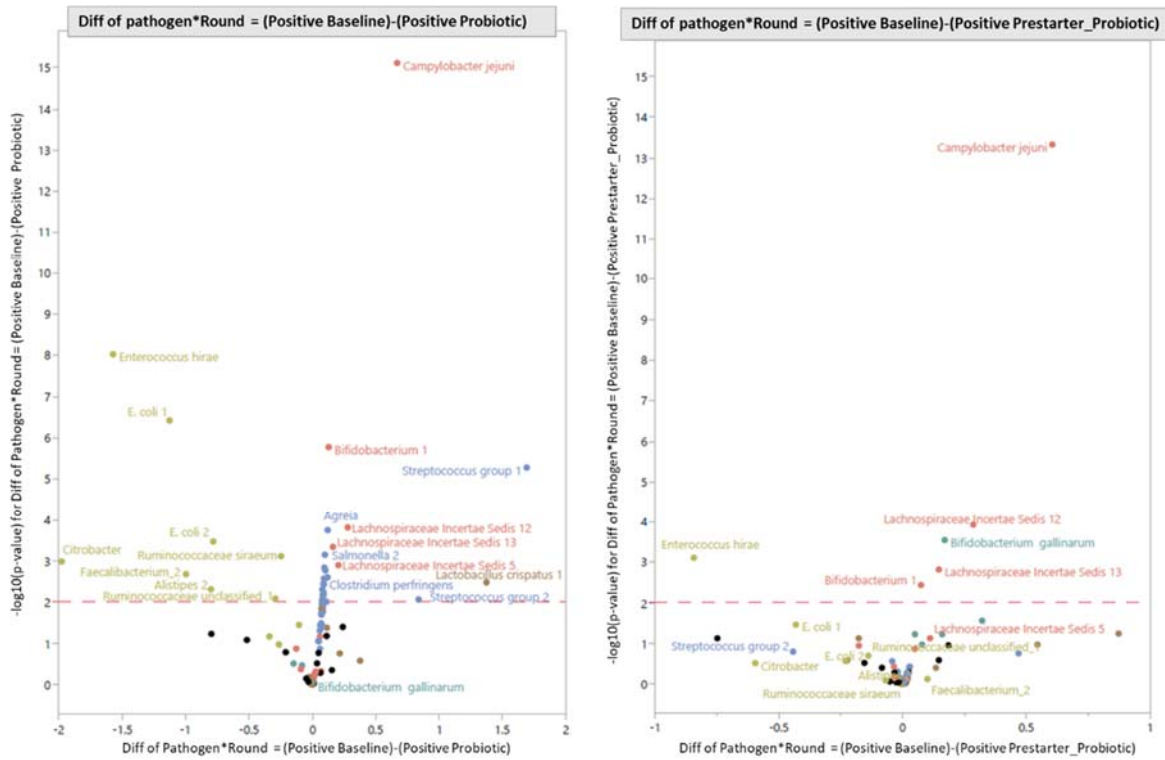 Diff of pathogen*Round = (Positive Baseline)-(Positive Probiotic)
-log10(p-value) for Diff of Pathogen*Round= (Positive Baseline)-(Positive Probiotic)
15
14
13
12
11
10
9
8
7
6
5
4
3
2
1
0
Campylobacter jejuni
Enterococcus hirae
E. coli 1
Bifidobacterium 1
Streptococcus group 1
Agreia
Lachnospiraceae Incertae Sedis 12
E. coli 2
Lachnospiraceae Incertae Sedis 13
Citrobacter
Ruminococcaceae siraeum
Salmonella 2
Lachnospiraceae Incertae Sedis 5
Faecalibacterium_2
Lactobacillus crispatus 1
Alistipes 2
Clostridium perfringens
Ruminococcaceae unclassified_1
Streptococcus group 2
Bifidobacterium gallinarum
-2
-1
-0.5
0
0.5
1
1.5
2
Diff of Pathogen*Round = (Positive Baseline)-(Positive Probiotic)
Diff of pathogen*Round = (Positive Baseline)-(Positive Prestarter_Probiotic)
-log10(p-value) for Diff of Pathogen*Round = (Positive Baseline)-(Positive Prestarter_Probiotic)
15
14
13
12
11
10
9
8
7
6
5
4
3
2
1
0
Campylobacter jejuni
Lachnospiraceae Incertae Sedis 12
Enterococcus hirae
Bifidobacterium gallinarum
Bifidobacterium 1
Lachnospiraceae Incertae Sedis 13
E. coli 1
Lachnospiraceae Incertae Sedis 5
Streptococcus group 2
Ruminococcaceae unclassified_1
E. coli 2
Citrobacter
Ruminococcaceae siraeum
Faecalibacterium_2
-1
-0.5
0
0.5
1
Diff of Pathogen*Round = (Positive Baseline)-(Positive Prestarter_Probiotic)